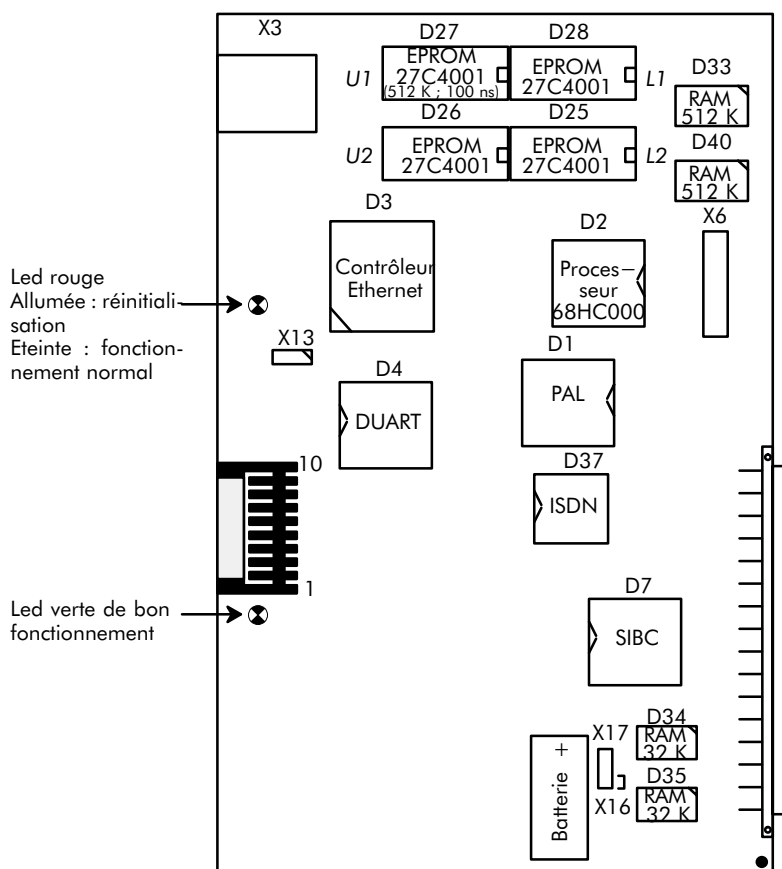 X3
D27
D28
EPROM
27C4001
(512 K ; 100 ns)
EPROM
27C4001
U1
L1
D33
RAM
512 K
D26
D25
EPROM
27C4001
EPROM
27C4001
U2
L2
D40
RAM
512 K
D3
Contrôleur
Ethernet
D2
Proces–
seur
68HC000
X6
Led rouge
Allumée : réinitiali-
sation
Eteinte : fonction-
nement normal
X13
D4
DUART
D1
PAL
D37
ISDN
10
1
Led verte de bon
fonctionnement
D7
SIBC
D34
RAM
32 K
X17
D35
RAM
32 K
X16
Batterie +